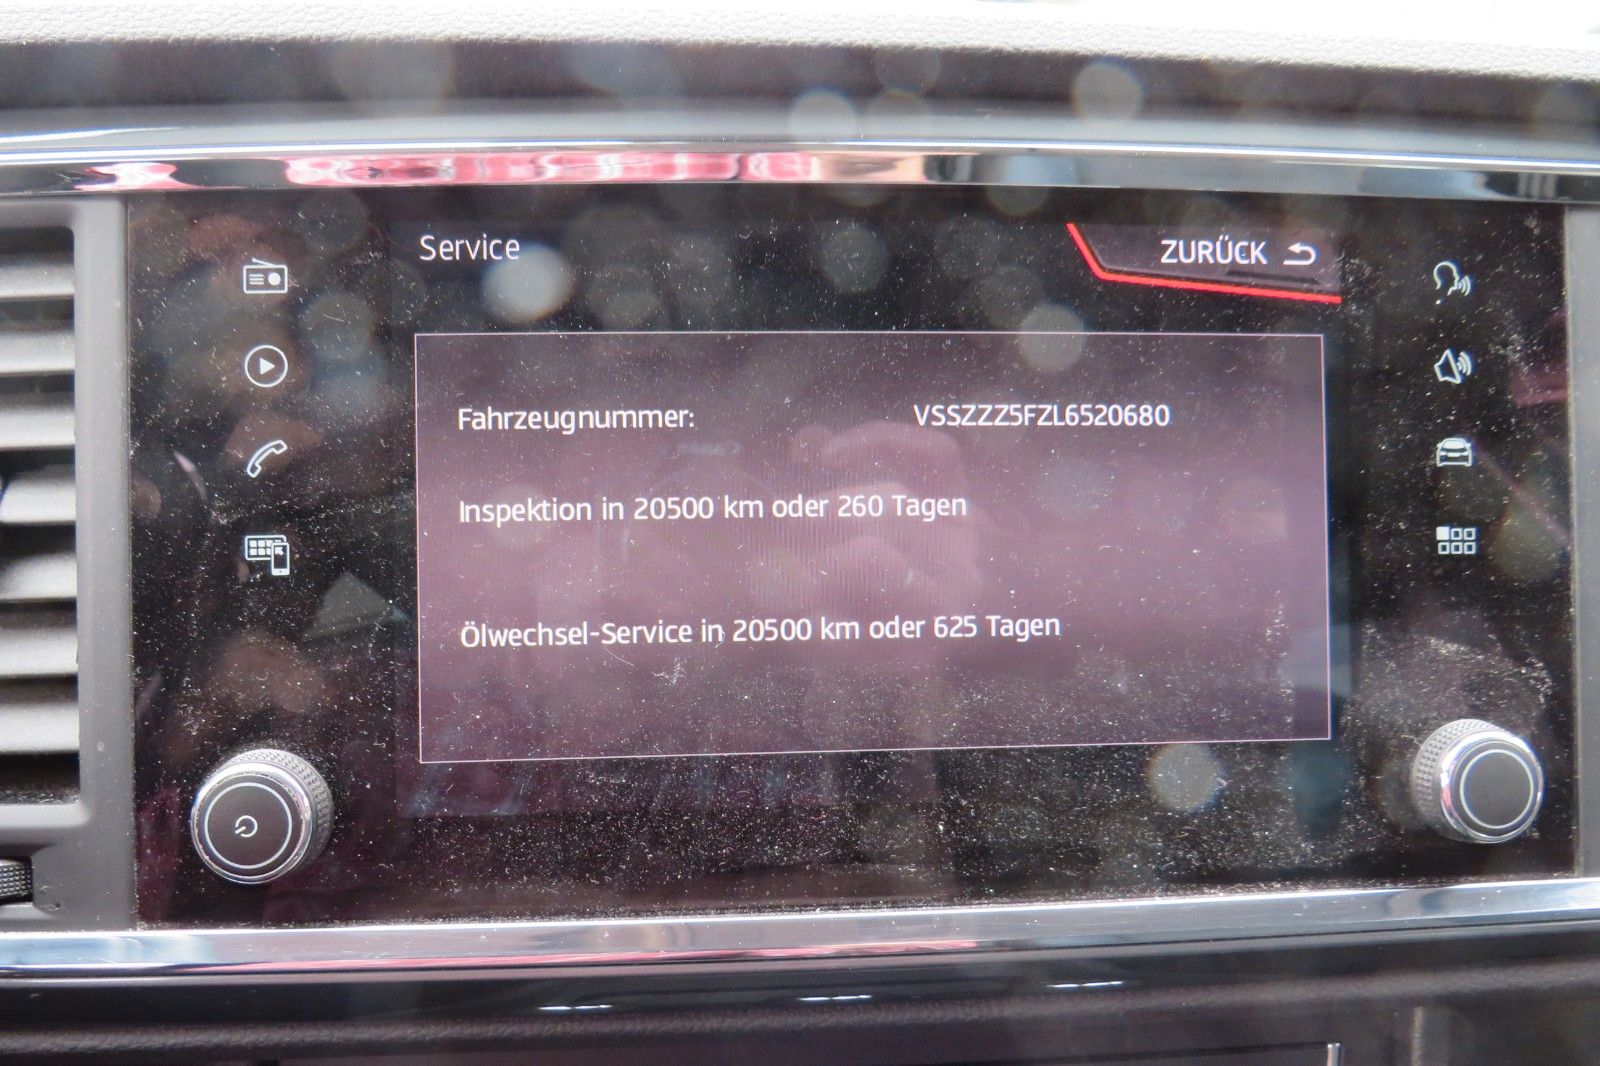 Service
ZURÜCK
Fahrzeugnummer: VSSZZZ5FZL6520680
Inspektion in 20500 km oder 260 Tagen
Ölwechsel-Service in 20500 km oder 625 Tagen